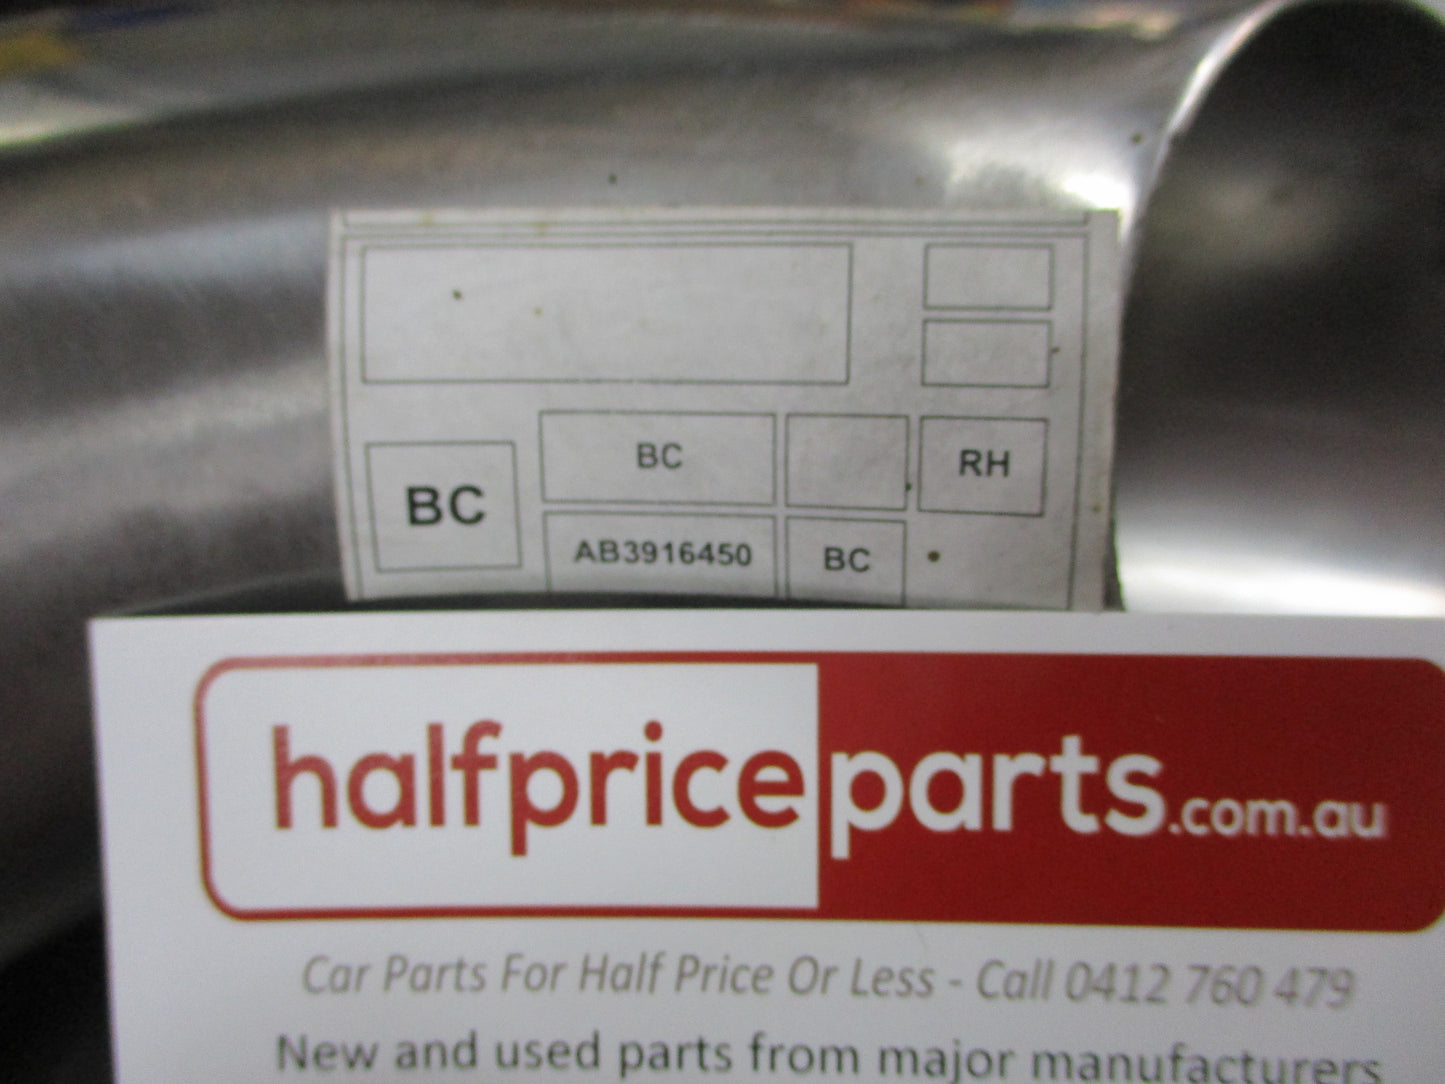 BC
BC
RH
AB3916450
BC
halfpriceparts.com.au
Car Parts For Half Price Or Less - Call 0412 760 479
New and used parts from major manufacturers